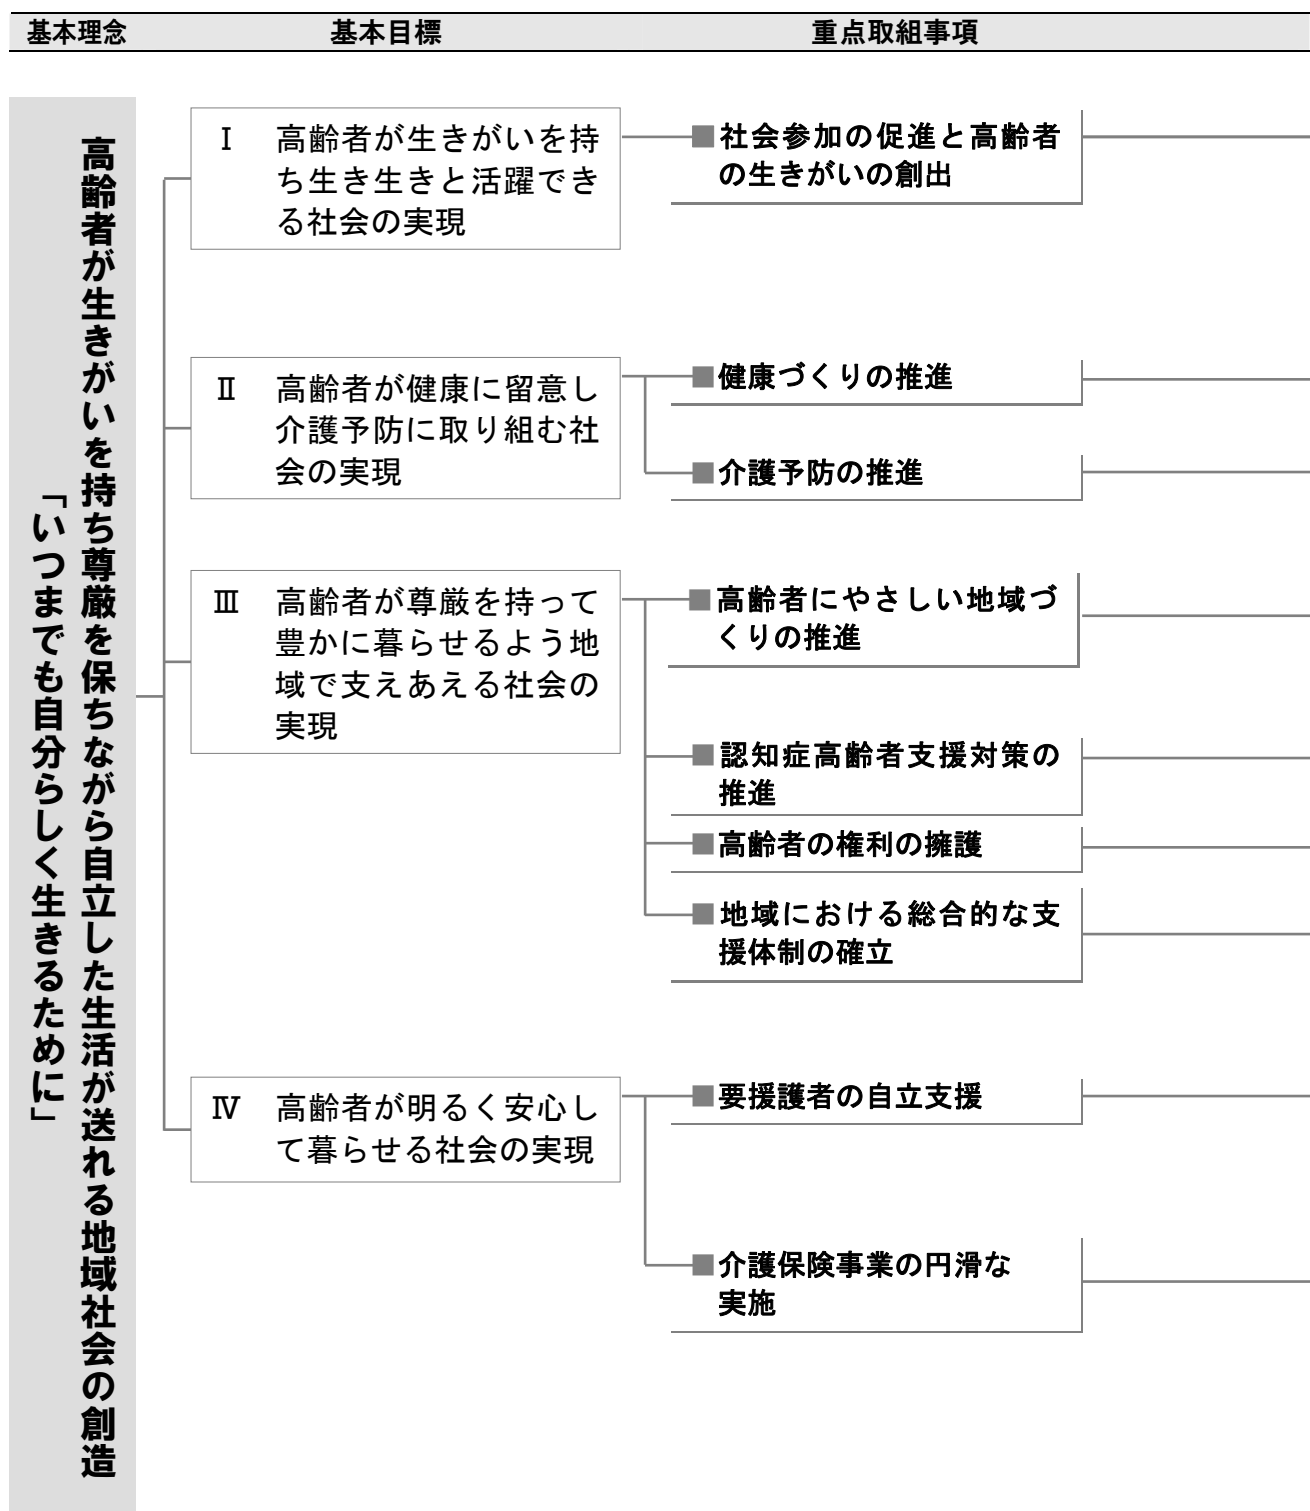 基本理念 基本目標 重点取組事項
高齢者が生きがいを持ち尊厳を保ちながら自立した生活が送れる地域社会の創造
「いつまでも自分らしく生きるために」
Ⅰ 高齢者が生きがいを持
ち生き生きと活躍でき
る社会の実現
■社会参加の促進と高齢者
の生きがいの創出
Ⅱ 高齢者が健康に留意し
介護予防に取り組む社
会の実現
■健康づくりの推進
■介護予防の推進
Ⅲ 高齢者が尊厳を持って
豊かに暮らせるよう地
域で支えあえる社会の
実現
■高齢者にやさしい地域づ
くりの推進
■認知症高齢者支援対策の
推進
■高齢者の権利の擁護
■地域における総合的な支
援体制の確立
Ⅳ 高齢者が明るく安心し
て暮らせる社会の実現
■要援護者の自立支援
■介護保険事業の円滑な
実施